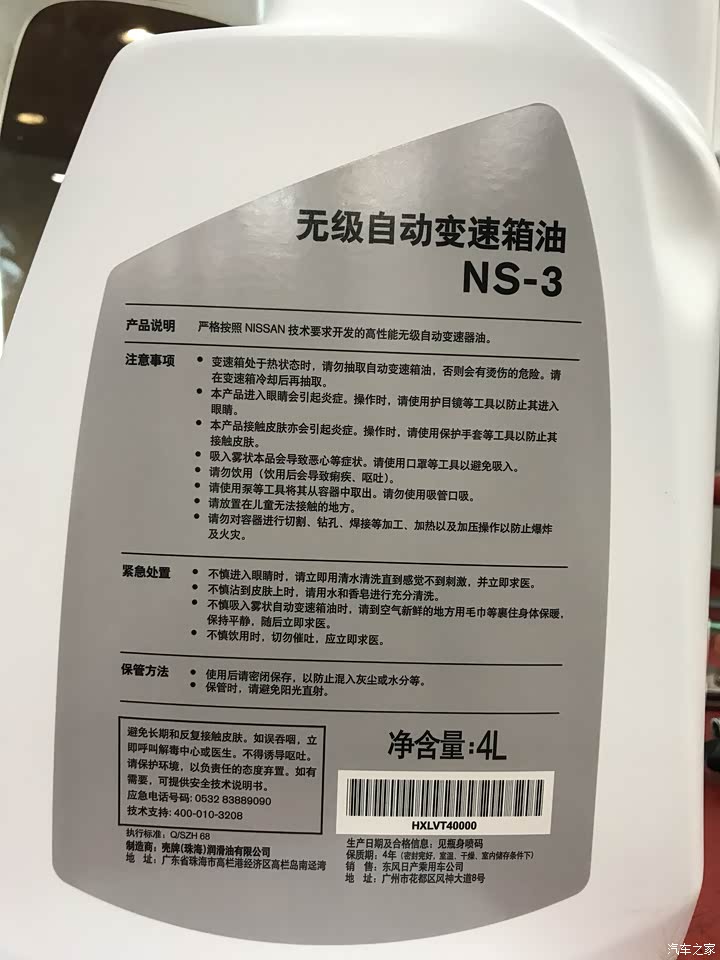 无级自动变速箱油
NS-3
产品说明 严格按照 NISSAN 技术要求开发的高性能无级自动变速器油。
注意事项 ● 变速箱处于热状态时，请勿抽取自动变速箱油，否则会有烫伤的危险。请
在变速箱冷却后再抽取。
● 本产品进入眼睛会引起炎症。操作时，请使用护目镜等工具以防止其进入
眼睛。
● 本产品接触皮肤亦会引起炎症。操作时，请使用保护手套等工具以防止其
接触皮肤。
● 吸入雾状本品会导致恶心等症状。请使用口罩等工具以避免吸入。
● 请勿饮用（饮用后会导致痢疾、呕吐）。
● 请使用泵等工具将其从容器中取出。请勿使用吸管口吸。
● 请放置在儿童无法接触的地方。
● 请勿对容器进行切割、钻孔、焊接等加工、加热以及加压操作以防止爆炸
及火灾。
紧急处置 ● 不慎进入眼睛时，请立即用清水清洗直到感觉不到刺激，并立即求医。
● 不慎沾到皮肤上时，请用水和香皂进行充分清洗。
● 不慎吸入雾状自动变速箱油时，请到空气新鲜的地方用毛巾等裹住身体保暖，
保持平静，随后立即求医。
● 不慎饮用时，切勿催吐，应立即求医。
保管方法 ● 使用后请密闭保存，以防止混入灰尘或水分等。
● 保管时，请避免阳光直射。
避免长期和反复接触皮肤。如误吞咽，立
即呼叫解毒中心或医生。不得诱导呕吐。
请保护环境，以负责任的态度弃置。如有
需要，可提供安全技术说明书。
应急电话号码: 0532 83889090
技术支持: 400-010-3208
执行标准：Q/SZH 68
制造商：壳牌(珠海)润滑油有限公司
地 址：广东省珠海市高栏港经济区高栏岛南迳湾
净含量:4L
HXLVT40000
生产日期及合格信息：见瓶身喷码
保质期：4年（密封完好，室温、干燥、室内储存条件下）
销 售：东风日产乘用车公司
地 址：广州市花都区风神大道8号
汽车之家